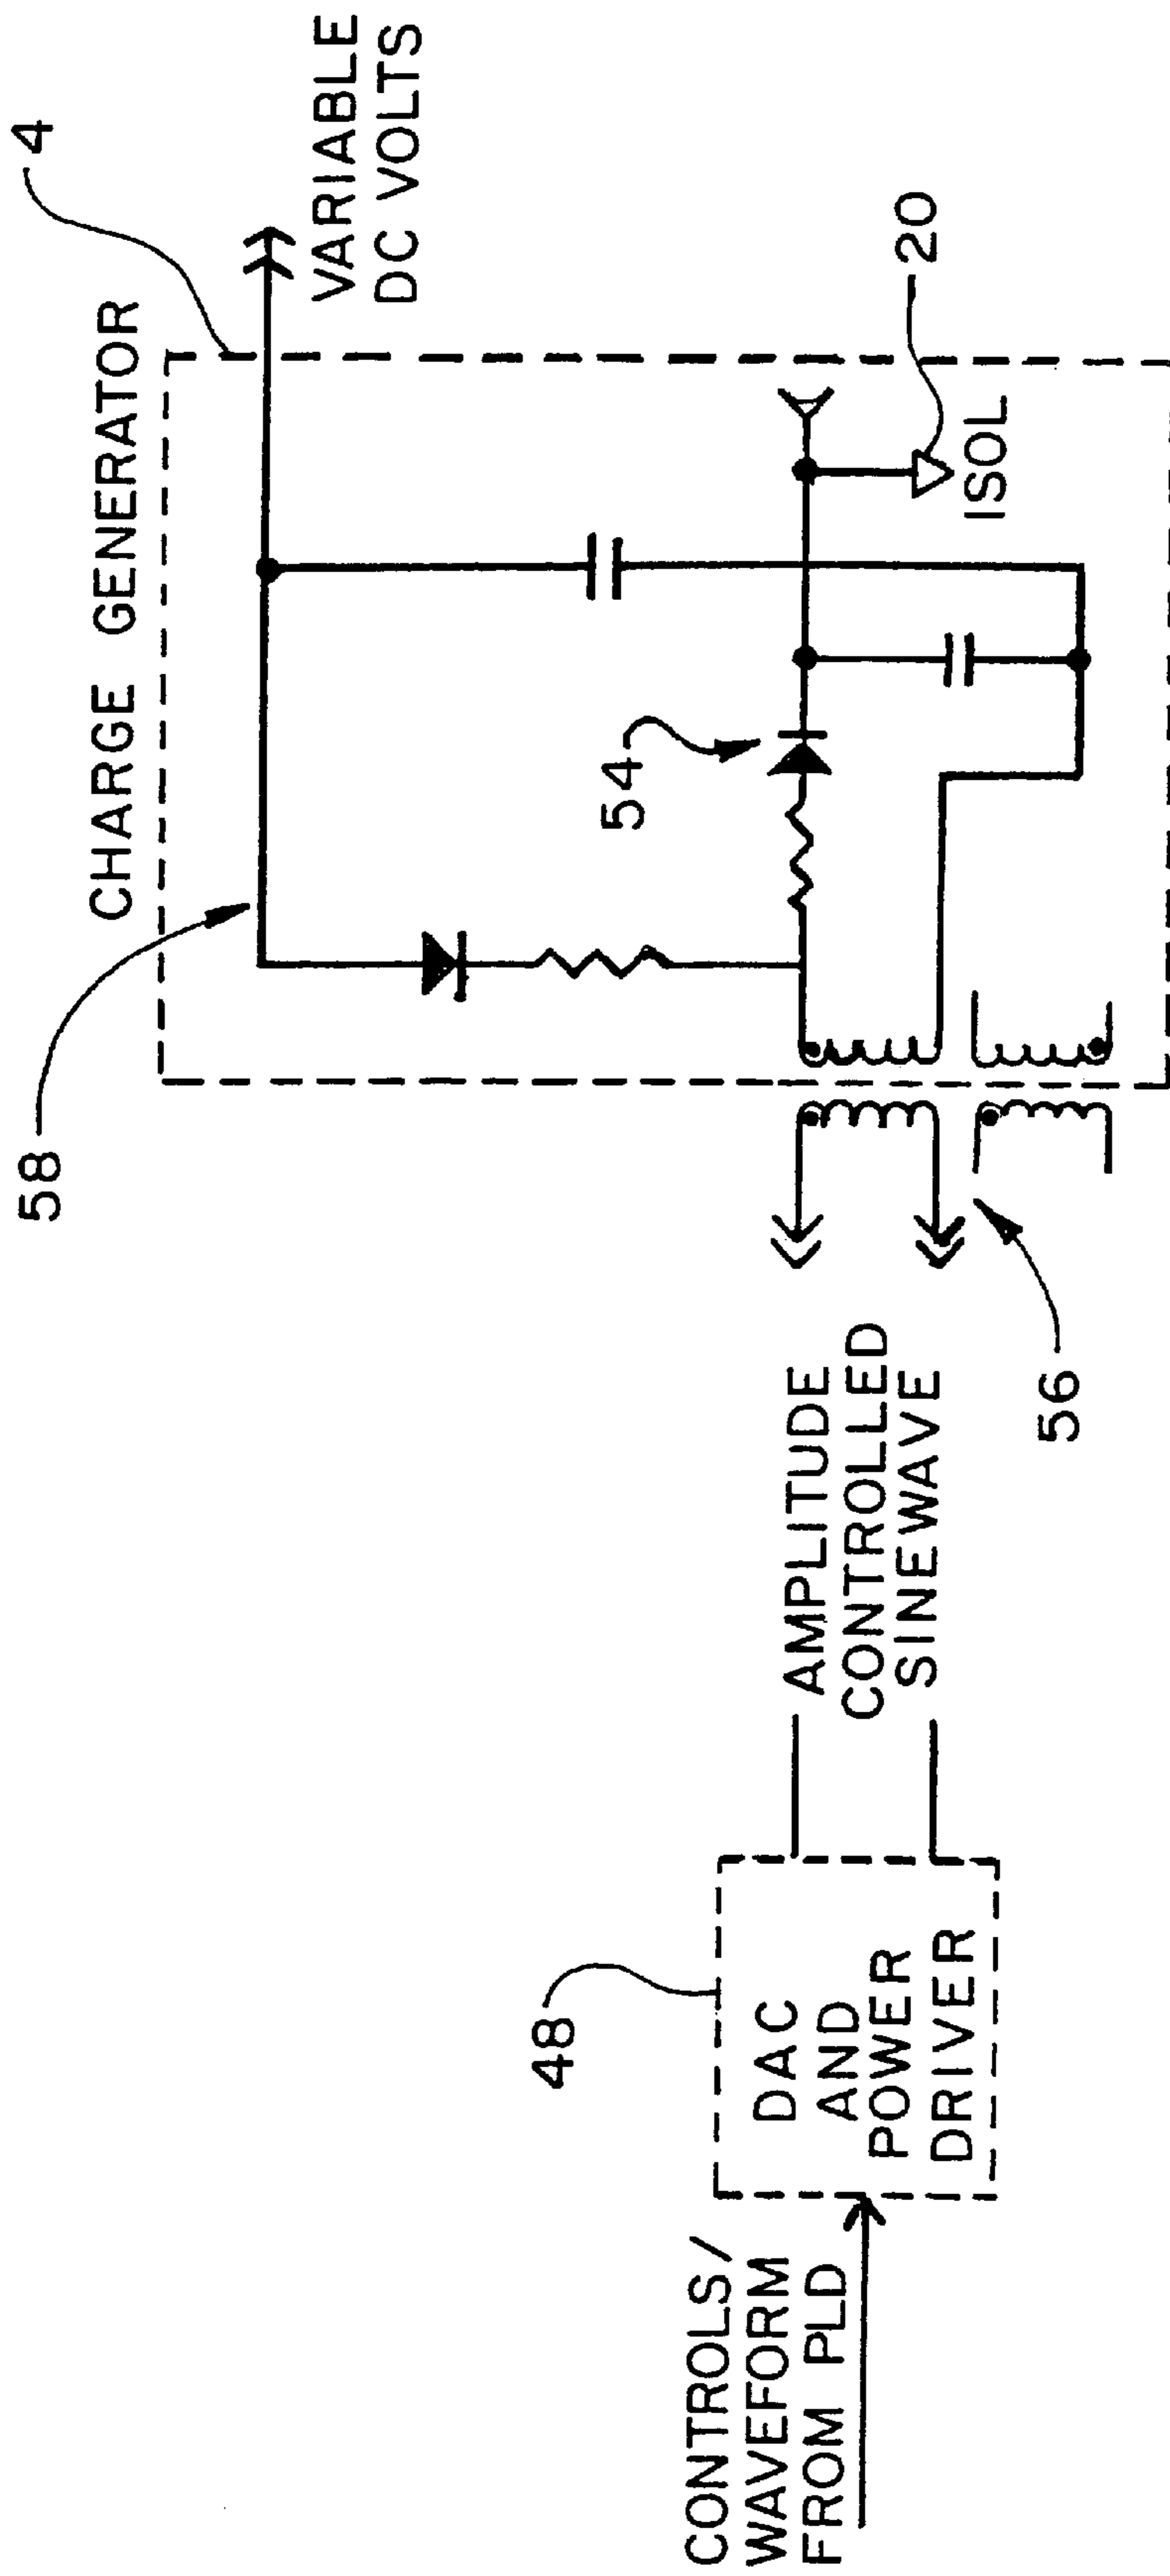 CHARGE GENERATOR
4
VARIABLE
DC VOLTS
58
54
20
ISOL
56
AMPLITUDE
CONTROLLED
SINEWAVE
48
DAC
AND
POWER
DRIVER
CONTROLS/
WAVEFORM
FROM PLD